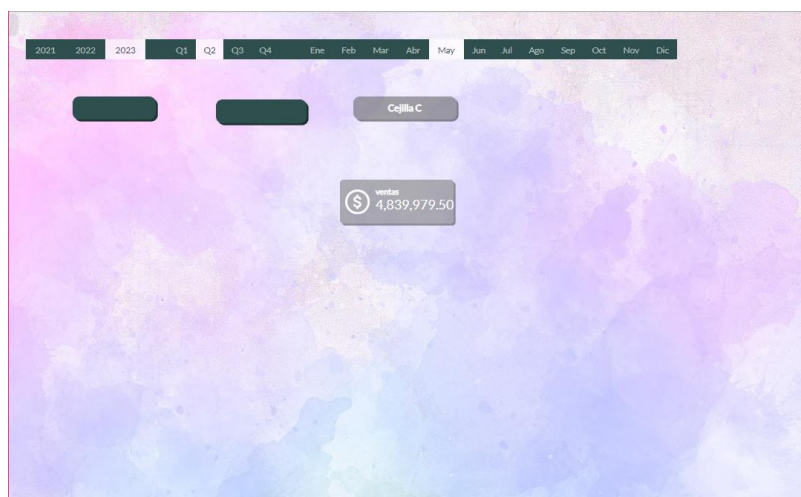 2021 2022 2023 Q1 Q2 Q3 Q4 Ene Feb Mar Abr May Jun Jul Ago Sep Oct Nov Dic
Cejilla C
ventas
4,839,979.50